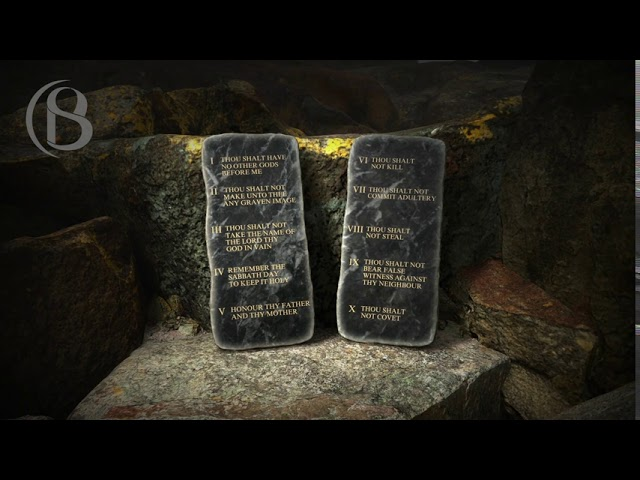 B
I THOU SHALT HAVE
NO OTHER GODS
BEFORE ME
II THOU SHALT NOT
MAKE UNTO THEE
ANY GRAVEN IMAGE
III THOU SHALT NOT
TAKE THE NAME OF
THE LORD THY
GOD IN VAIN
IV REMEMBER THE
SABBATH DAY
TO KEEP IT HOLY
V HONOUR THY FATHER
AND THY MOTHER
VI THOU SHALT
NOT KILL
VII THOU SHALT NOT
COMMIT ADULTERY
VIII THOU SHALT
NOT STEAL
IX THOU SHALT NOT
BEAR FALSE
WITNESS AGAINST
THY NEIGHBOUR
X THOU SHALT
NOT COVET